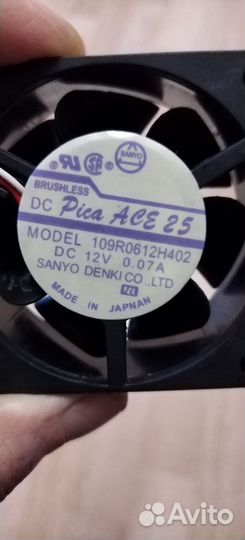 SANYO
BRUSHLESS
DC Pica ACE 25
MODEL 109R0612H402
DC 12V 0.07A
SANYO DENKI CO.,LTD
MADE IN JAPNAN
Avito